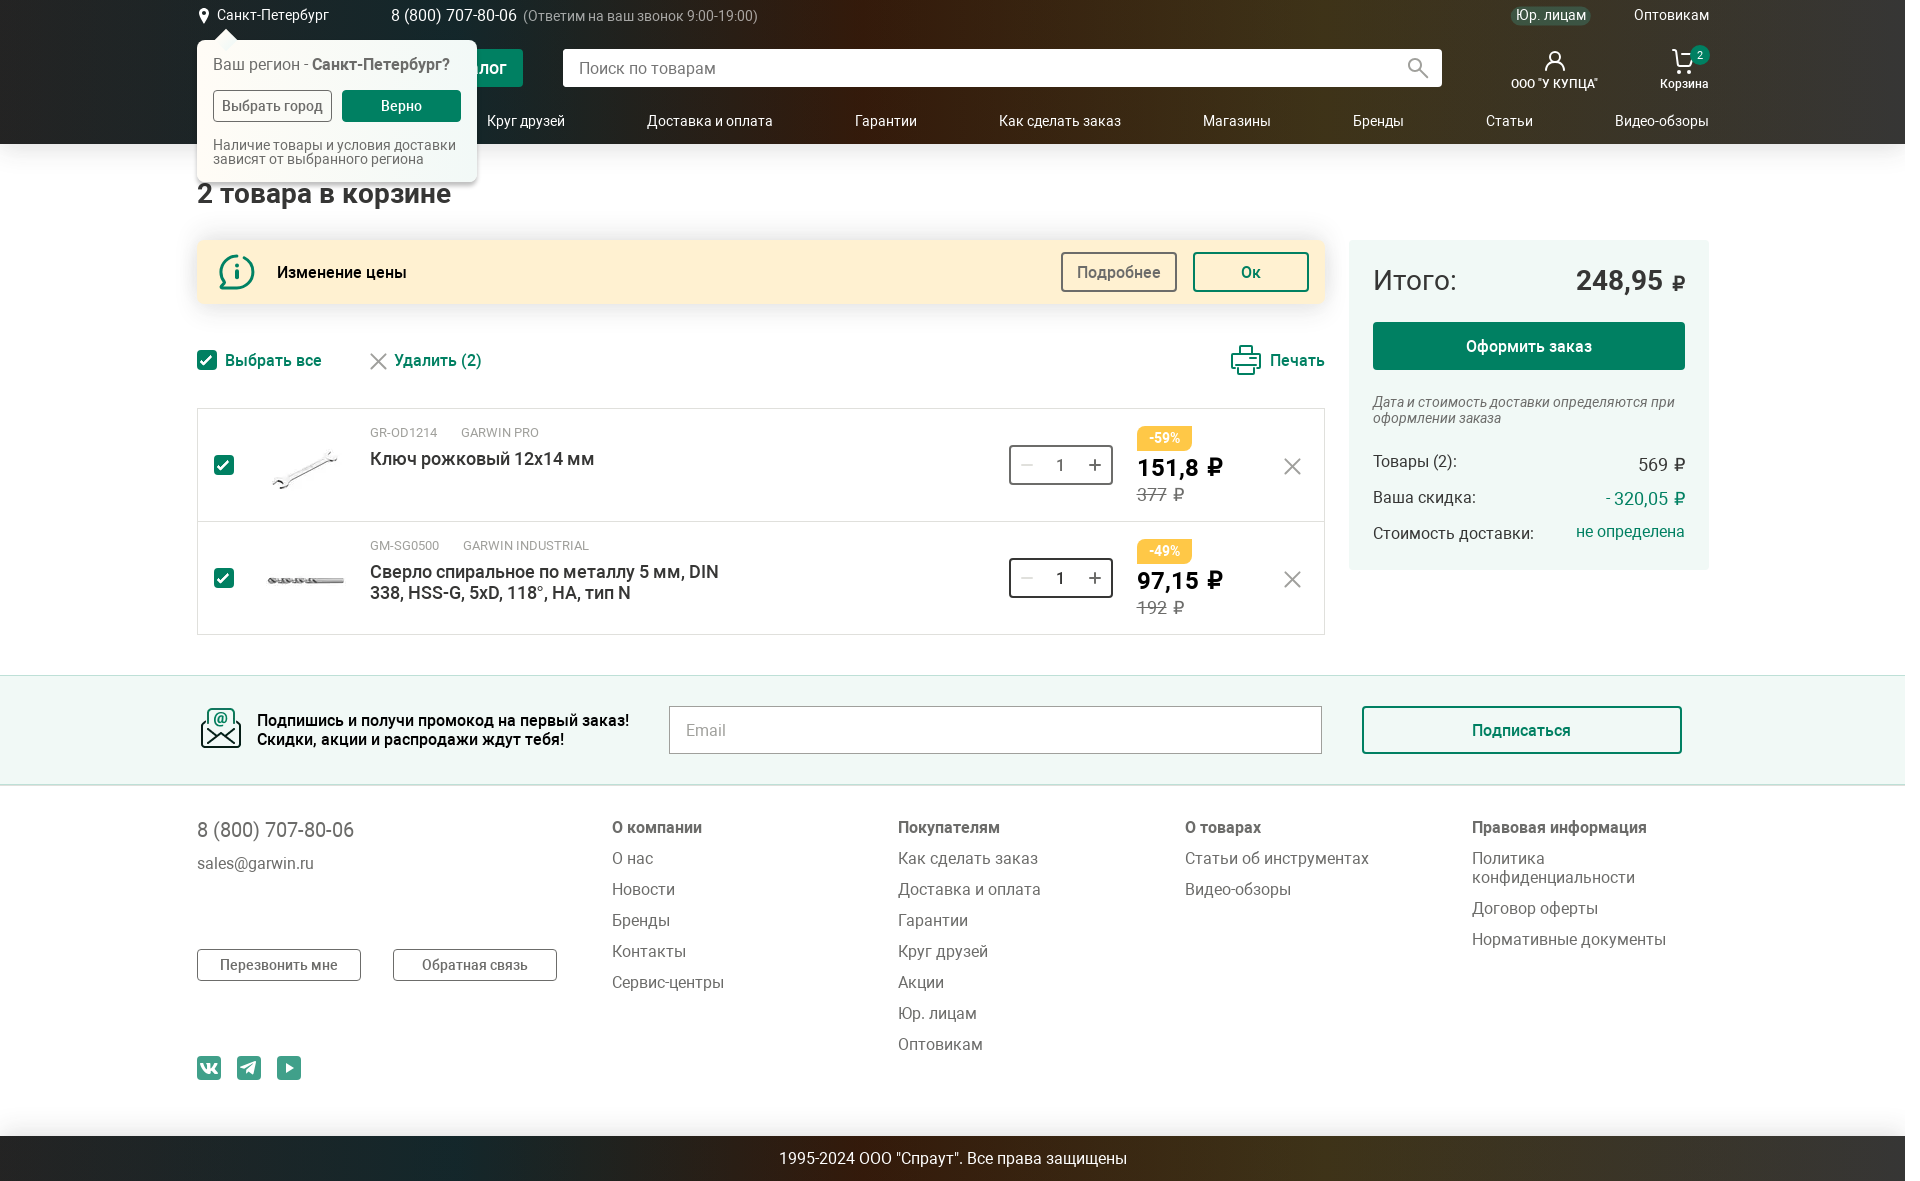 Санкт-Петербург
8 (800) 707-80-06 (Ответим на ваш звонок 9:00-19:00)
Юр. лицам
Оптовикам
Ваш регион - Санкт-Петербург?
Выбрать город
Верно
Наличие товары и условия доставки
зависят от выбранного региона
лог
Поиск по товарам
ООО "У КУПЦА"
2
Корзина
Круг друзей
Доставка и оплата
Гарантии
Как сделать заказ
Магазины
Бренды
Статьи
Видео-обзоры
2 товара в корзине
Изменение цены
Подробнее
Ок
Выбрать все
Удалить (2)
Печать
GR-OD1214 GARWIN PRO
Ключ рожковый 12х14 мм
1
-59%
151,8 ₽
377 ₽
GM-SG0500 GARWIN INDUSTRIAL
Сверло спиральное по металлу 5 мм, DIN
338, HSS-G, 5xD, 118°, HA, тип N
1
-49%
97,15 ₽
192 ₽
Итого: 248,95 ₽
Оформить заказ
Дата и стоимость доставки определяются при
оформлении заказа
Товары (2): 569 ₽
Ваша скидка: - 320,05 ₽
Стоимость доставки: не определена
@
Подпишись и получи промокод на первый заказ!
Скидки, акции и распродажи ждут тебя!
Email
Подписаться
8 (800) 707-80-06
sales@garwin.ru
Перезвонить мне
Обратная связь
О компании
О нас
Новости
Бренды
Контакты
Сервис-центры
Покупателям
Как сделать заказ
Доставка и оплата
Гарантии
Круг друзей
Акции
Юр. лицам
Оптовикам
О товарах
Статьи об инструментах
Видео-обзоры
Правовая информация
Политика
конфиденциальности
Договор оферты
Нормативные документы
1995-2024 ООО "Спраут". Все права защищены